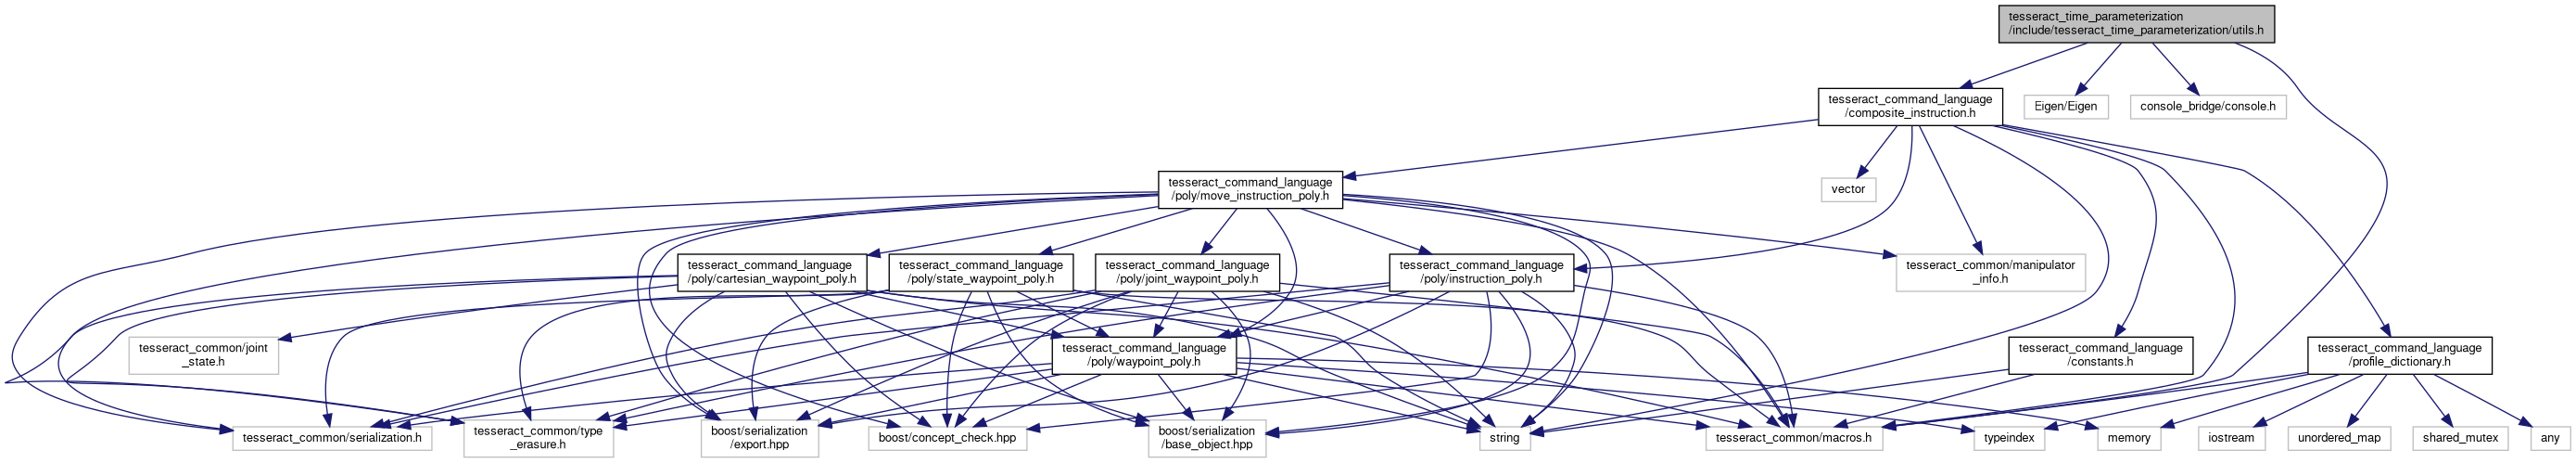 tesseract_time_parameterization
/include/tesseract_time_parameterization/utils.h
tesseract_command_language
/composite_instruction.h
Eigen/Eigen
console_bridge/console.h
tesseract_command_language
/poly/move_instruction_poly.h
vector
tesseract_command_language
/poly/cartesian_waypoint_poly.h
tesseract_command_language
/poly/state_waypoint_poly.h
tesseract_command_language
/poly/joint_waypoint_poly.h
tesseract_command_language
/poly/instruction_poly.h
tesseract_common/manipulator
_info.h
tesseract_common/joint
_state.h
tesseract_command_language
/poly/waypoint_poly.h
tesseract_command_language
/constants.h
tesseract_command_language
/profile_dictionary.h
tesseract_common/serialization.h
tesseract_common/type
_erasure.h
boost/serialization
/export.hpp
boost/concept_check.hpp
boost/serialization
/base_object.hpp
string
tesseract_common/macros.h
typeindex
memory
iostream
unordered_map
shared_mutex
any